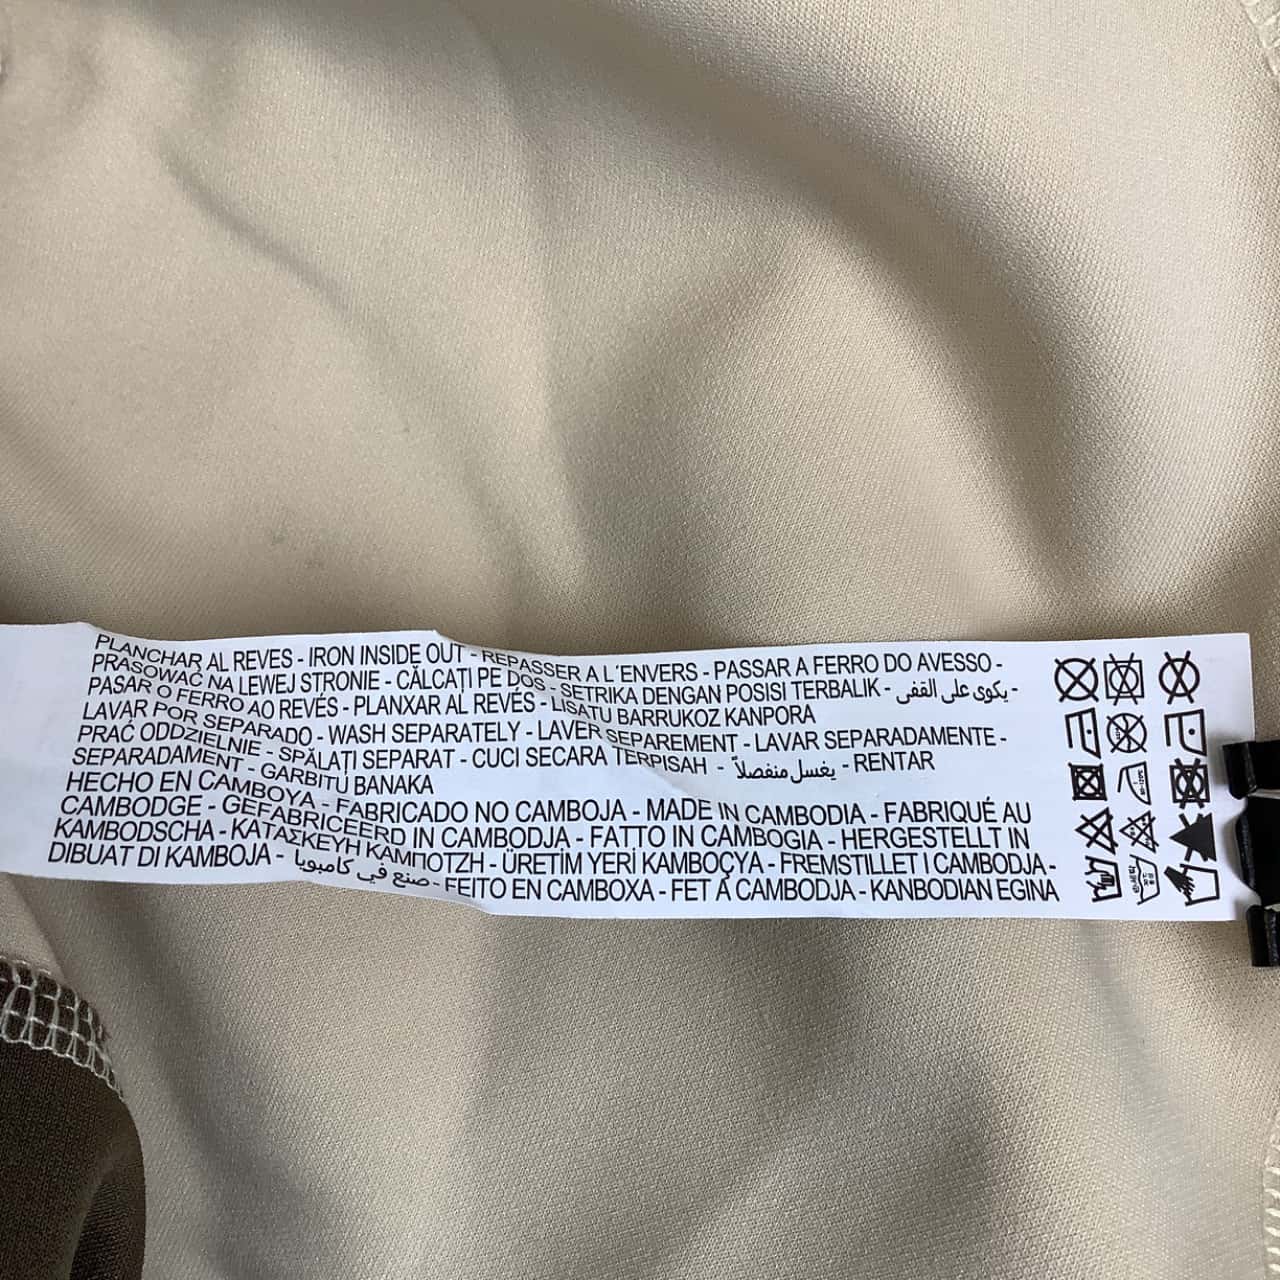 PLANCHAR AL REVES - IRON INSIDE OUT - REPASSER A L´ENVERS - PASSAR A FERRO DO AVESSO -
PRASOWAĆ NA LEWEJ STRONIE - CĂLCAȚI PE DOS - SETRIKA DENGAN POSISI TERBALIK - يكوى على القفى -
PASAR O FERRO AO REVÉS - PLANXAR AL REVÉS - LISATU BARRUKOZ KANPORA
LAVAR POR SEPARADO - WASH SEPARATELY - LAVER SEPAREMENT - LAVAR SEPARADAMENTE -
PRAĆ ODDZIELNIE - SPĂLAȚI SEPARAT - CUCI SECARA TERPISAH - يغسل منفصلاً - RENTAR
SEPARADAMENT - GARBITU BANAKA
HECHO EN CAMBOYA - FABRICADO NO CAMBOJA - MADE IN CAMBODIA - FABRIQUÉ AU
CAMBODGE - GEFABRICEERD IN CAMBODJA - FATTO IN CAMBOGIA - HERGESTELLT IN
KAMBODSCHA - ΚΑΤΑΣΚΕΥΗ ΚΑΜΠΟΤΖΗ - ÜRETİM YERİ KAMBOÇYA - FREMSTILLET I CAMBODJA -
DIBUAT DI KAMBOJA - صنع في كامبوديا - FEITO EN CAMBOXA - FET A CAMBODJA - KANBODIAN EGINA